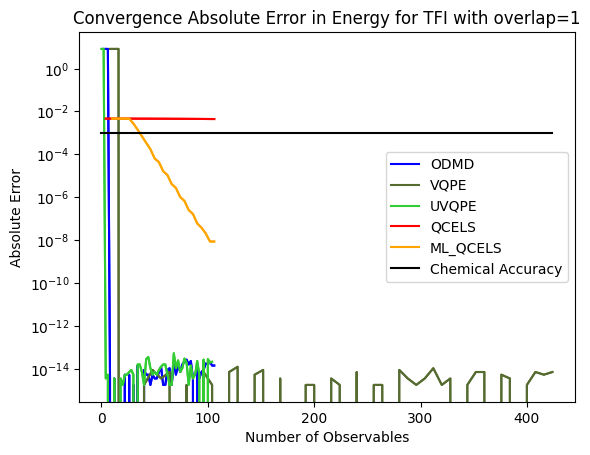 Convergence Absolute Error in Energy for TFI with overlap=1
Absolute Error
10⁰
10⁻²
10⁻⁴
10⁻⁶
10⁻⁸
10⁻¹⁰
10⁻¹²
10⁻¹⁴
ODMD
VQPE
UVQPE
QCELS
ML_QCELS
Chemical Accuracy
0
100
200
300
400
Number of Observables